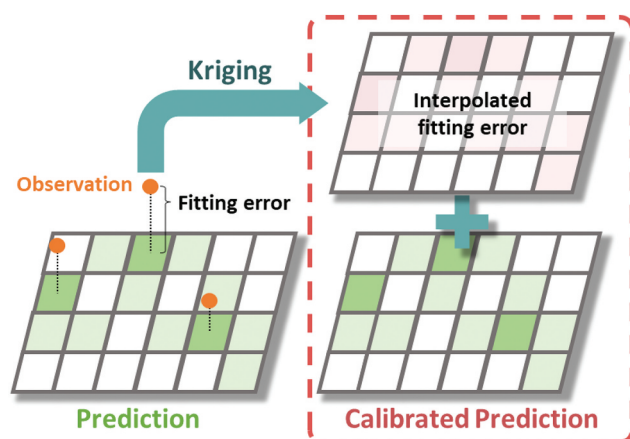 Kriging
Interpolated
fitting error
Observation
Fitting error
Prediction
Calibrated Prediction